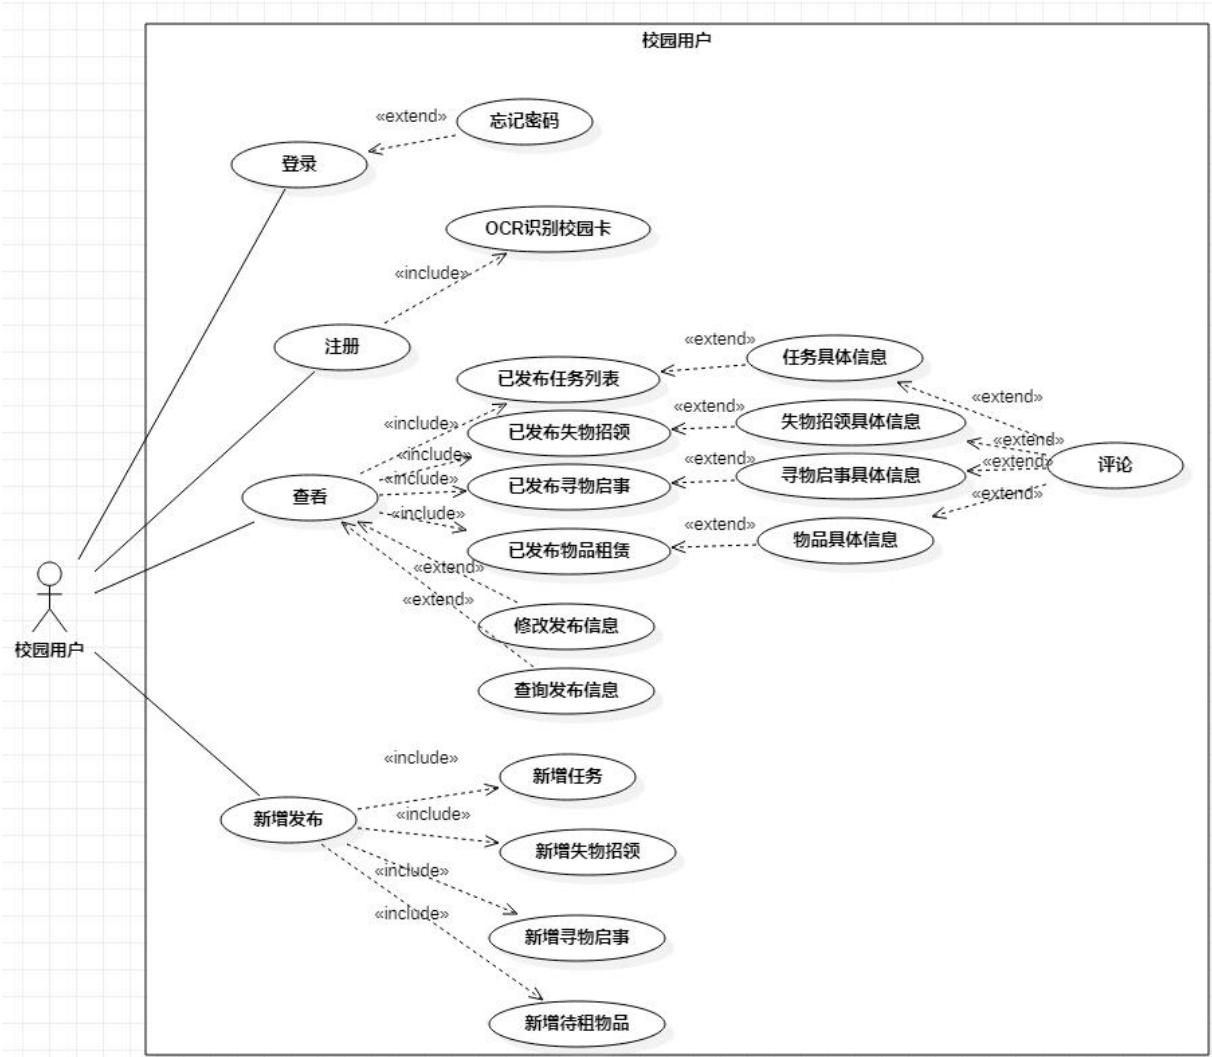 校园用户
«extend»
忘记密码
登录
OCR识别校园卡
«include»
注册
«extend»
任务具体信息
已发布任务列表
«extend»
«include»
«extend»
失物招领具体信息
已发布失物招领
«extend»
«include»
«extend»
«extend»
评论
«include»
寻物启事具体信息
已发布寻物启事
查看
«extend»
«include»
«extend»
物品具体信息
已发布物品租赁
«extend»
«extend»
修改发布信息
校园用户
查询发布信息
«include»
新增任务
«include»
新增发布
新增失物招领
«include»
«include»
新增寻物启事
新增待租物品